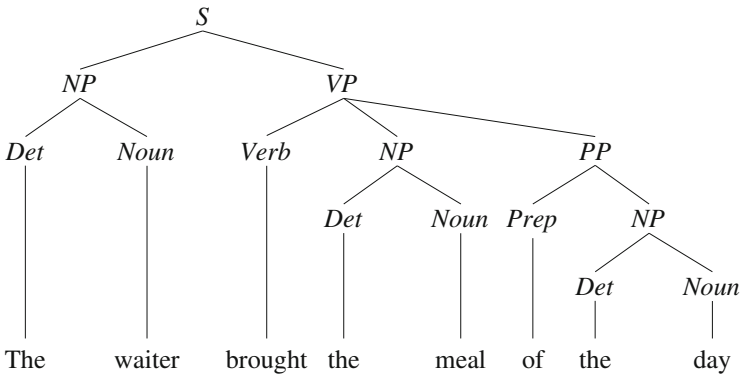 S
NP VP
Det Noun Verb NP PP
Det Noun Prep NP
Det Noun
The waiter brought the meal of the day